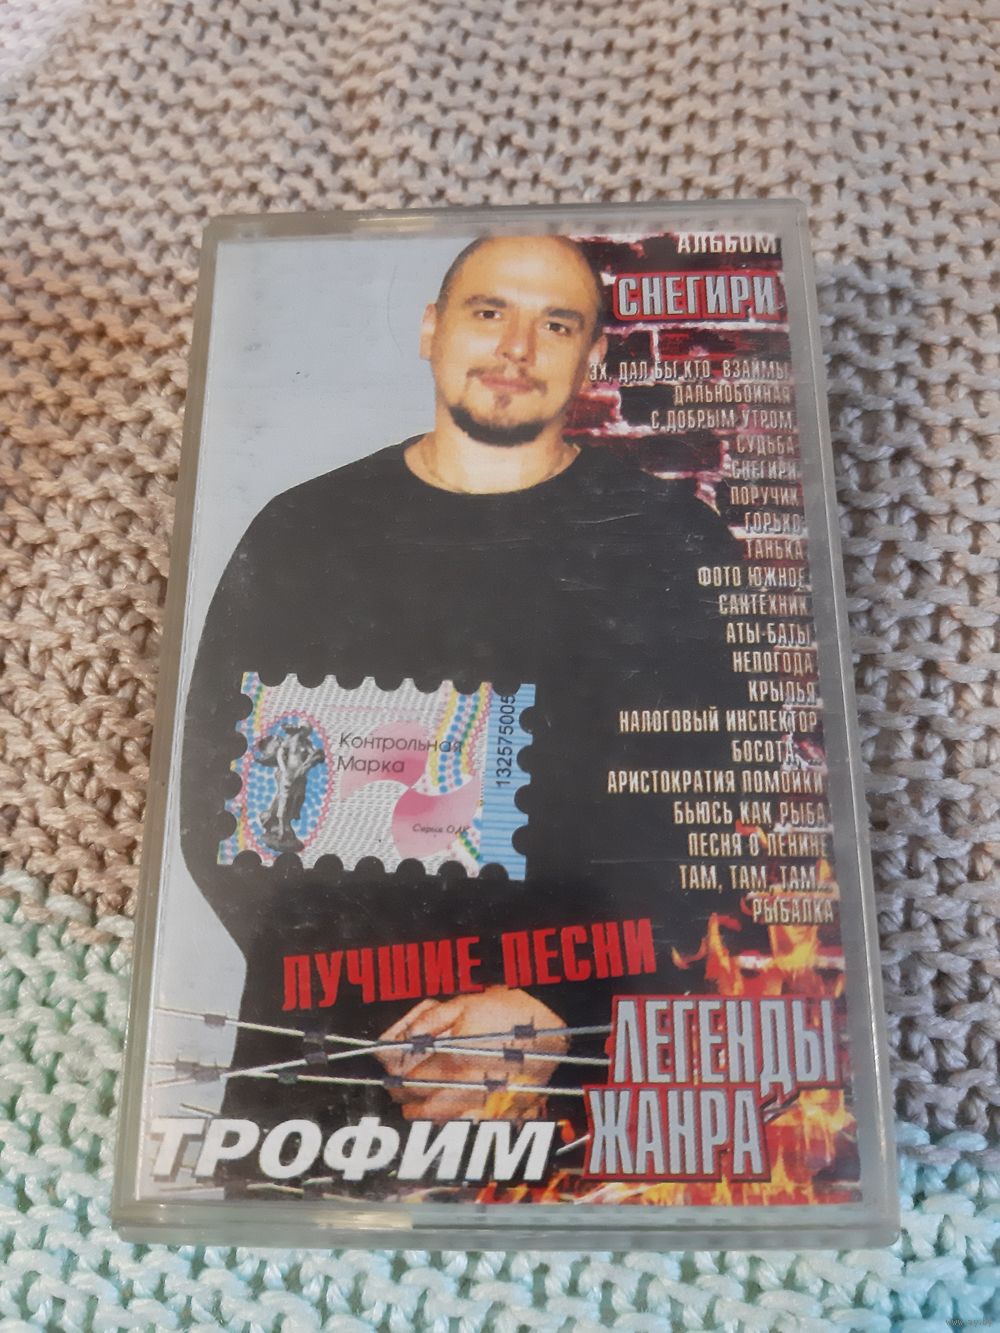 АЛЬБОМ
СНЕГИРИ
ЭХ, ДАЛ БЫ КТО ВЗАЙМЫ
ДАЛЬНОБОЙНАЯ
С ДОБРЫМ УТРОМ
СУДЬБА
СНЕГИРИ
ПОРУЧИК
ГОРЬКО
ТАНЬКА
ФОТО ЮЖНОЕ
САНТЕХНИК
АТЫ-БАТЫ
НЕПОГОДА
КРЫЛЬЯ
НАЛОГОВЫЙ ИНСПЕКТОР
БОСОТА
АРИСТОКРАТИЯ ПОМОЙКИ
БЬЮСЬ КАК РЫБА
ПЕСНЯ О ЛЕНИНЕ
ТАМ, ТАМ, ТАМ...
РЫБАЛКА
Контрольная
Марка
132575005
ЛУЧШИЕ ПЕСНИ
ЛЕГЕНДЫ
ЖАНРА
ТРОФИМ